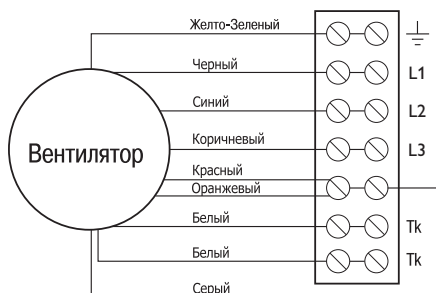 Желто-Зеленый
Черный
L1
Синий
L2
Коричневый
L3
Вентилятор
Красный
Оранжевый
Белый
Tk
Белый
Tk
Серый